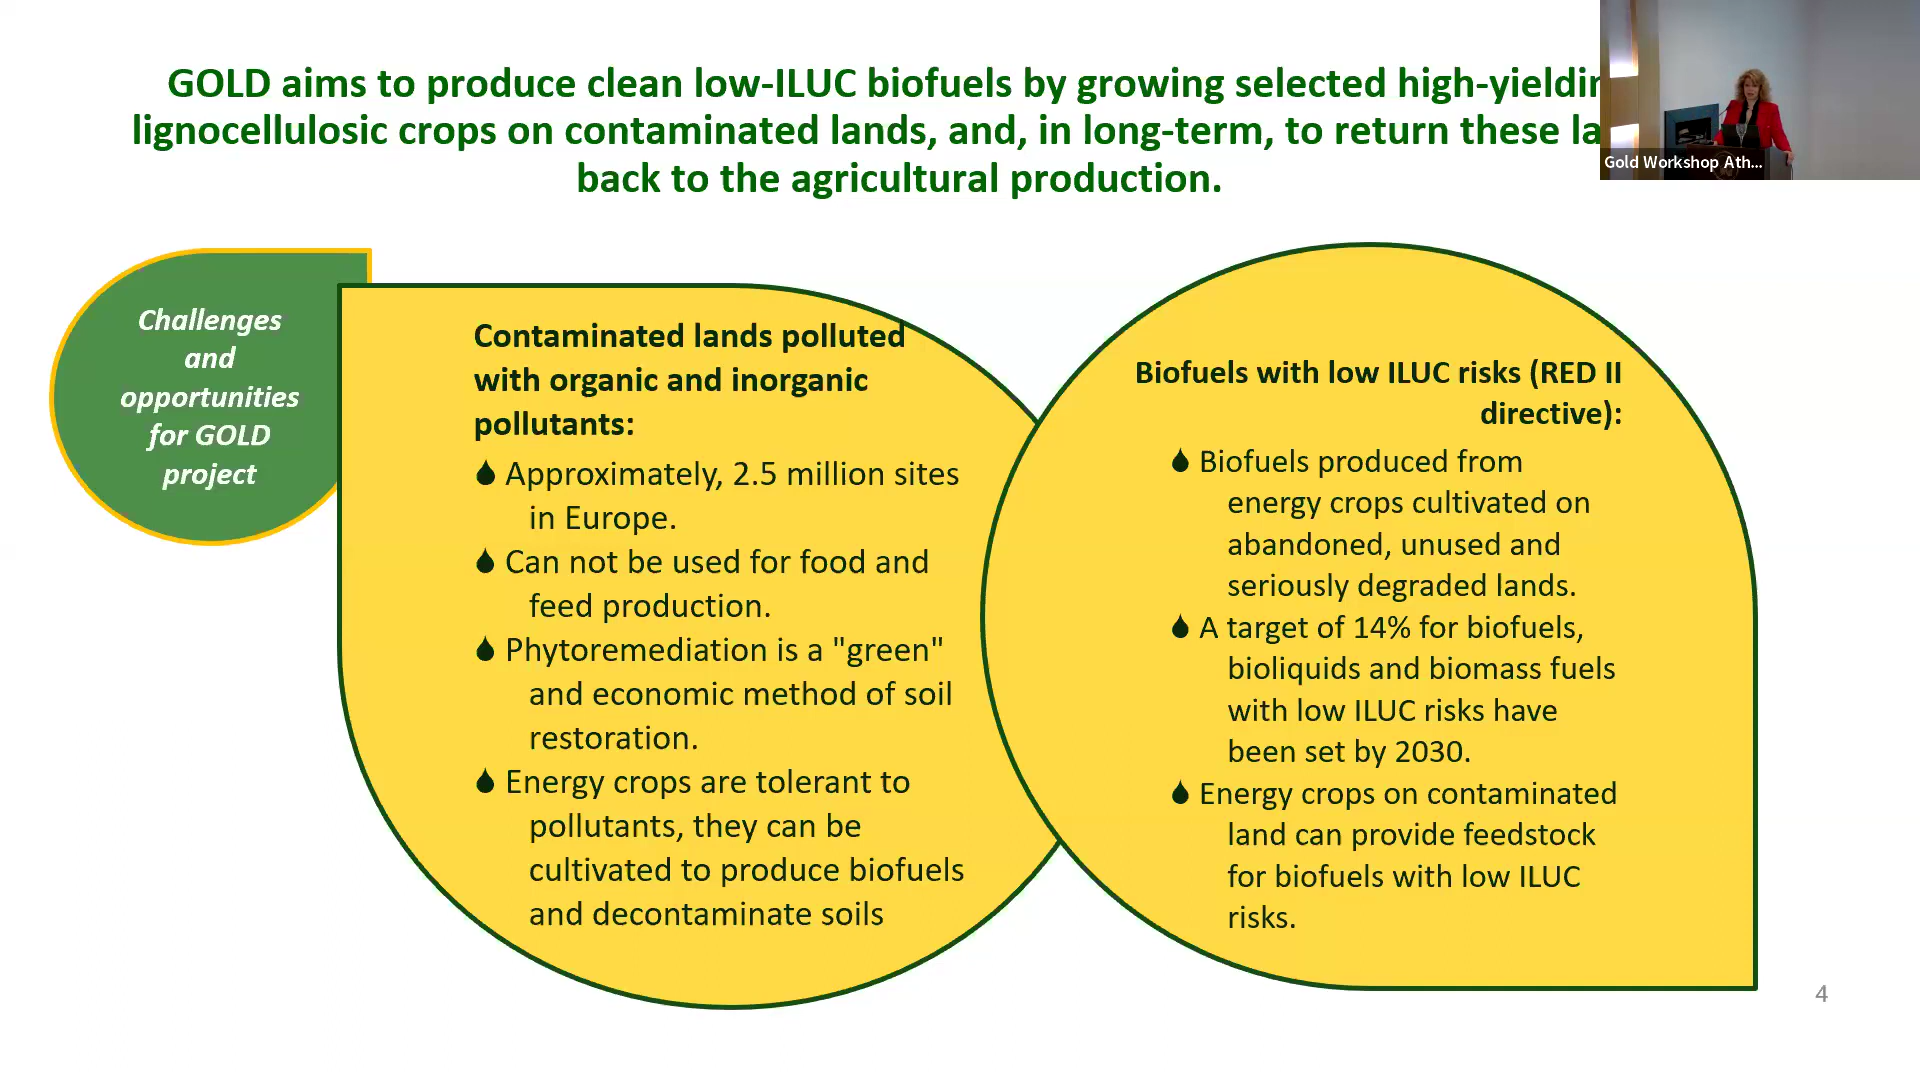 GOLD aims to produce clean low-ILUC biofuels by growing selected high-yieldin
lignocellulosic crops on contaminated lands, and, in long-term, to return these la
back to the agricultural production.
Gold Workshop Ath...
Challenges
and
opportunities
for GOLD
project
Contaminated lands polluted
with organic and inorganic
pollutants:
Approximately, 2.5 million sites
in Europe.
Can not be used for food and
feed production.
Phytoremediation is a "green"
and economic method of soil
restoration.
Energy crops are tolerant to
pollutants, they can be
cultivated to produce biofuels
and decontaminate soils
Biofuels with low ILUC risks (RED II
directive):
Biofuels produced from
energy crops cultivated on
abandoned, unused and
seriously degraded lands.
A target of 14% for biofuels,
bioliquids and biomass fuels
with low ILUC risks have
been set by 2030.
Energy crops on contaminated
land can provide feedstock
for biofuels with low ILUC
risks.
4